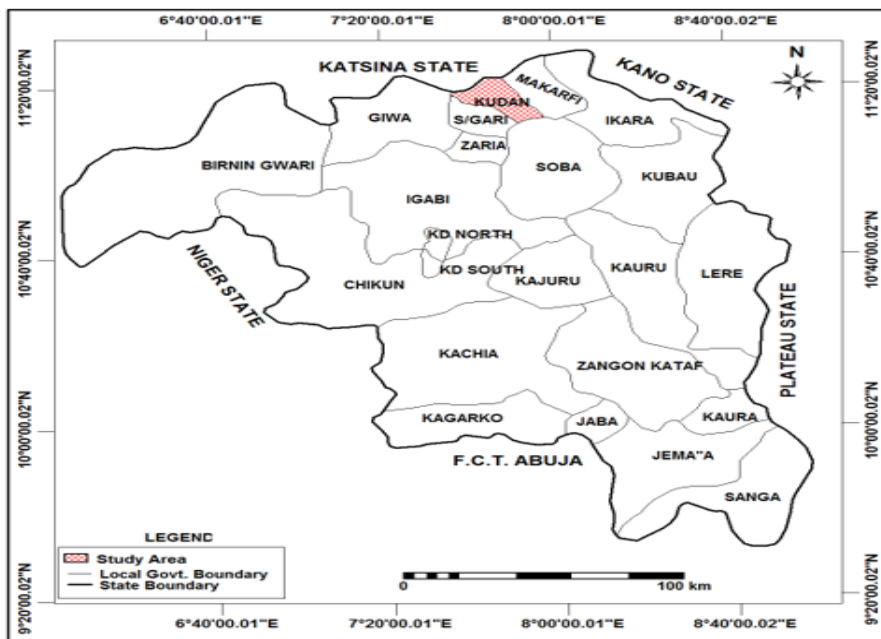 6°40'00.01"E 7°20'00.01"E 8°00'00.01"E 8°40'00.02"E
N
KATSINA STATE
KANO STATE
MAKARFI
KUDAN
GIWA
S/GARI
IKARA
ZARIA
BIRNIN GWARI
SOBA
KUBAU
IGABI
KD NORTH
NIGER STATE
KD SOUTH
KAURU
LERE
CHIKUN
KAJURU
PLATEAU STATE
KACHIA
ZANGON KATAF
KAGARKO
JABA
KAURA
F.C.T. ABUJA
JEMA"A
SANGA
11°20'00.02"N
10°40'00.02"N
10°00'00.02"N
9°20'00.02"N
11°20'00.02"N
10°40'00.02"N
10°00'00.02"N
9°20'00.02"N
LEGEND
Study Area
Local Govt. Boundary
State Boundary
0 100 km
6°40'00.01"E 7°20'00.01"E 8°00'00.01"E 8°40'00.02"E